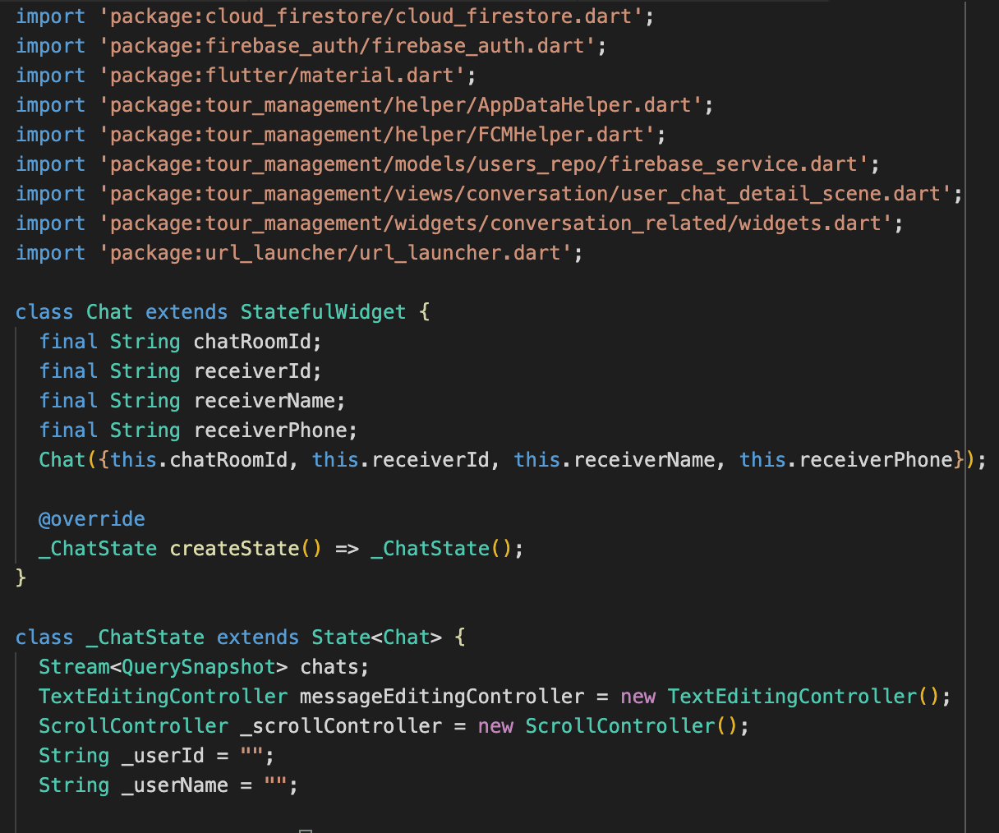 import 'package:cloud_firestore/cloud_firestore.dart';
import 'package:firebase_auth/firebase_auth.dart';
import 'package:flutter/material.dart';
import 'package:tour_management/helper/AppDataHelper.dart';
import 'package:tour_management/helper/FCMHelper.dart';
import 'package:tour_management/models/users_repo/firebase_service.dart';
import 'package:tour_management/views/conversation/user_chat_detail_scene.dart';
import 'package:tour_management/widgets/conversation_related/widgets.dart';
import 'package:url_launcher/url_launcher.dart';

class Chat extends StatefulWidget {
  final String chatRoomId;
  final String receiverId;
  final String receiverName;
  final String receiverPhone;
  Chat({this.chatRoomId, this.receiverId, this.receiverName, this.receiverPhone});

  @override
  _ChatState createState() => _ChatState();
}

class _ChatState extends State<Chat> {
  Stream<QuerySnapshot> chats;
  TextEditingController messageEditingController = new TextEditingController();
  ScrollController _scrollController = new ScrollController();
  String _userId = "";
  String _userName = "";